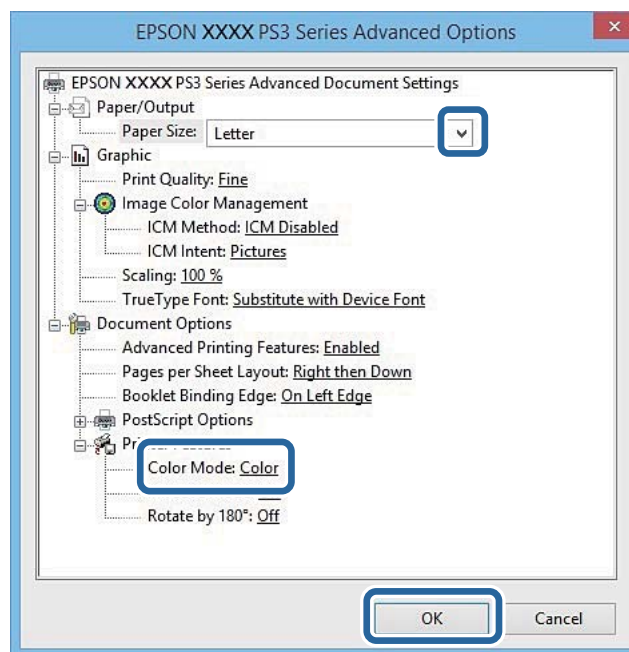 EPSON XXXX PS3 Series Advanced Options
EPSON XXXX PS3 Series Advanced Document Settings
Paper/Output
Paper Size: Letter
Graphic
Print Quality: Fine
Image Color Management
ICM Method: ICM Disabled
ICM Intent: Pictures
Scaling: 100 %
TrueType Font: Substitute with Device Font
Document Options
Advanced Printing Features: Enabled
Pages per Sheet Layout: Right then Down
Booklet Binding Edge: On Left Edge
PostScript Options
Color Mode: Color
Rotate by 180°: Off
OK Cancel